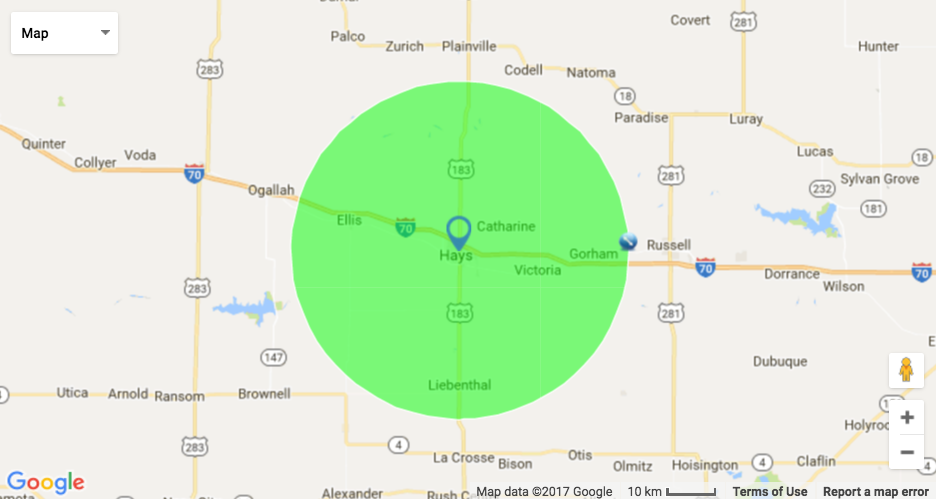 Map
Covert
281
Palco
Zurich
Plainville
Hunter
283
Codell
Natoma
18
Paradise
Luray
Quinter
Collyer
Voda
Lucas
18
70
183
281
Sylvan Grove
Ogallah
232
181
Ellis
70
Catharine
Hays
Gorham
Russell
Victoria
70
Dorrance
70
Wilson
283
183
281
147
Dubuque
Utica
Arnold
Ransom
Brownell
Liebenthal
283
4
Holyroo
La Crosse
Bison
Otis
Olmitz
Hoisington
4
Claflin
4
Google
Alexander
Rush C
Map data ©2017 Google
10 km
Terms of Use
Report a map error